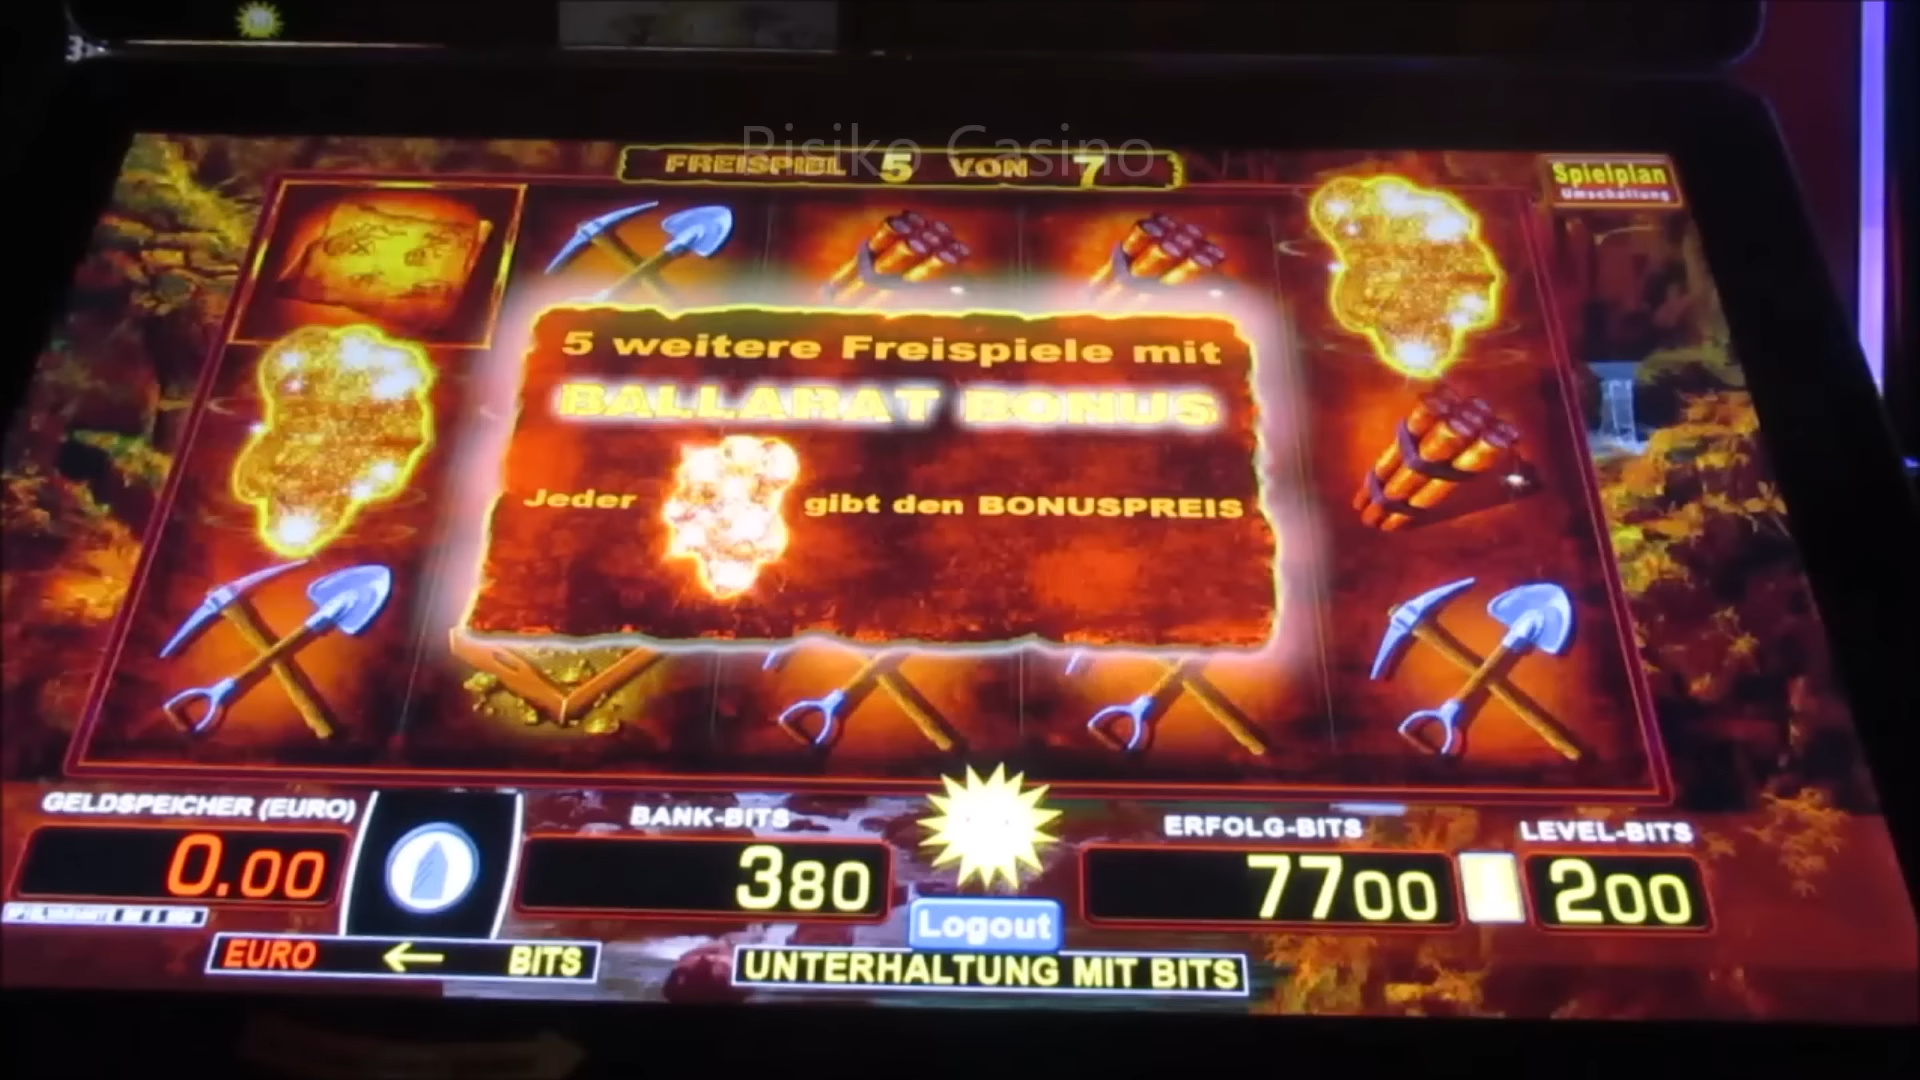 3x
Risiko Casino
FREISPIEL 5 VON 7
Spielplan
Umschaltung
5 weitere Freispiele mit
BALLARAT BONUS
Jeder gibt den BONUSPREIS
GELDSPEICHER (EURO)
0.00
BANK-BITS
380
ERFOLG-BITS
7700
LEVEL-BITS
200
Logout
EURO ← BITS
UNTERHALTUNG MIT BITS